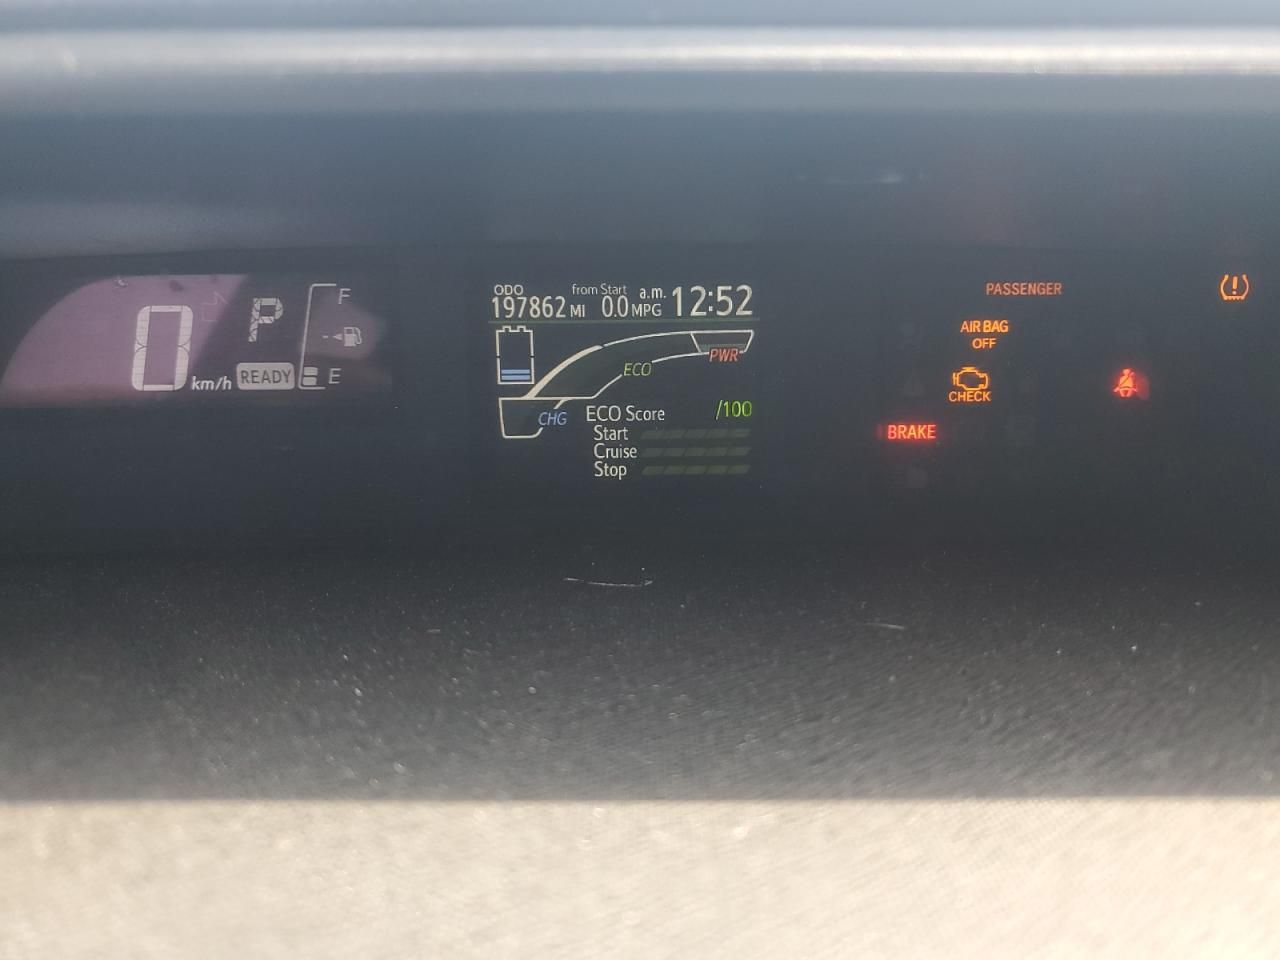 0 km/h
P
READY
F
E
ODO from Start a.m. 12:52
197862 MI 0.0 MPG
PWR
ECO
CHG
ECO Score /100
Start
Cruise
Stop
PASSENGER
AIR BAG
OFF
CHECK
BRAKE